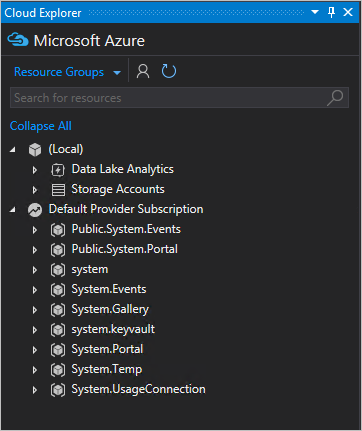 Cloud Explorer
Microsoft Azure
Resource Groups
Search for resources
Collapse All
(Local)
Data Lake Analytics
Storage Accounts
Default Provider Subscription
Public.System.Events
Public.System.Portal
system
System.Events
System.Gallery
system.keyvault
System.Portal
System.Temp
System.UsageConnection